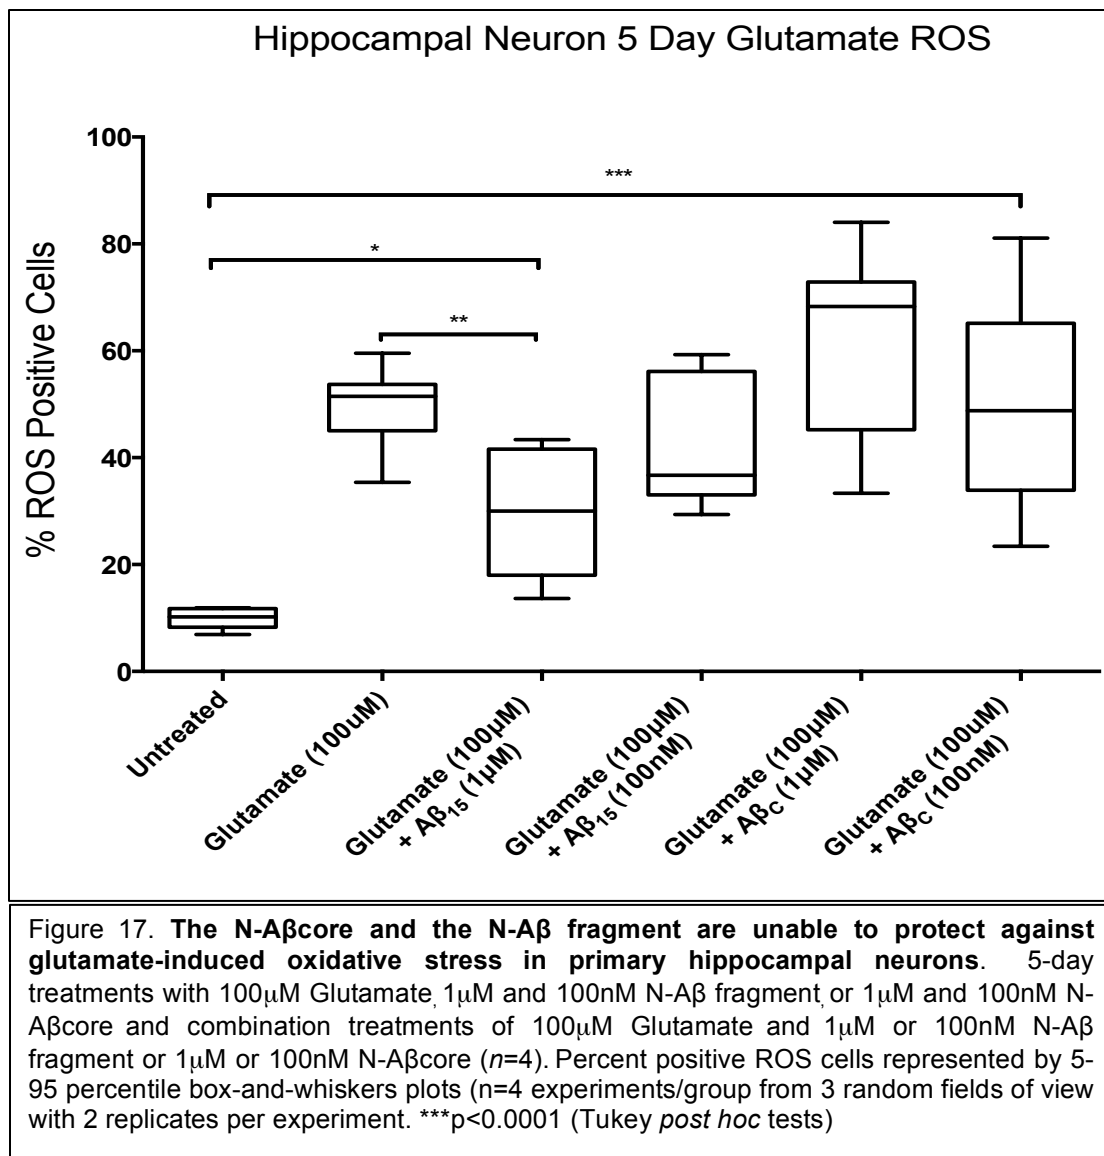 Hippocampal Neuron 5 Day Glutamate ROS
% ROS Positive Cells
100
80
60
40
20
0
***
*
**
Untreated
Glutamate (100uM)
Glutamate (100µM)
+ Aβ15 (1µM)
Glutamate (100µM)
+ Aβ15 (100nM)
Glutamate (100µM)
+ AβC (1µM)
Glutamate (100uM)
+ AβC (100nM)
Figure 17. The N-Aβcore and the N-Aβ fragment are unable to protect against
glutamate-induced oxidative stress in primary hippocampal neurons. 5-day
treatments with 100µM Glutamate, 1µM and 100nM N-Aβ fragment, or 1µM and 100nM N-
Aβcore and combination treatments of 100µM Glutamate and 1µM or 100nM N-Aβ
fragment or 1µM or 100nM N-Aβcore (n=4). Percent positive ROS cells represented by 5-
95 percentile box-and-whiskers plots (n=4 experiments/group from 3 random fields of view
with 2 replicates per experiment. ***p<0.0001 (Tukey post hoc tests)